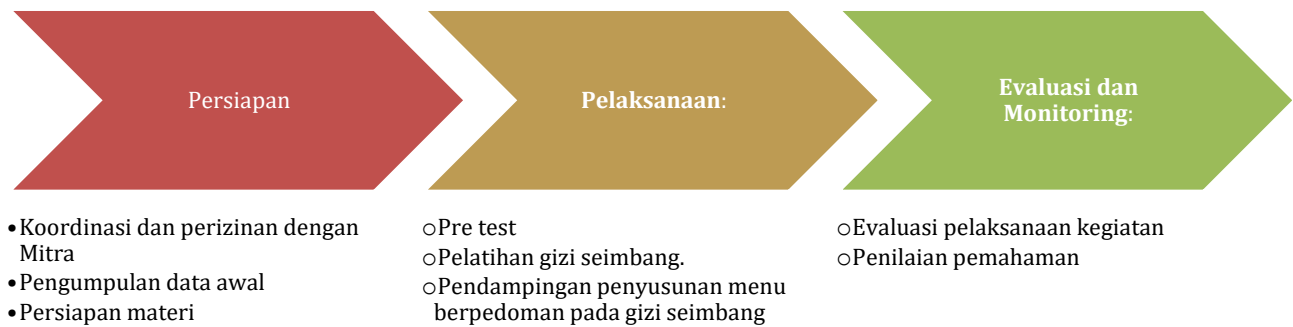 Persiapan
•Koordinasi dan perizinan dengan
Mitra
•Pengumpulan data awal
•Persiapan materi
Pelaksanaan:
oPre test
oPelatihan gizi seimbang.
oPendampingan penyusunan menu
berpedoman pada gizi seimbang
Evaluasi dan
Monitoring:
oEvaluasi pelaksanaan kegiatan
oPenilaian pemahaman